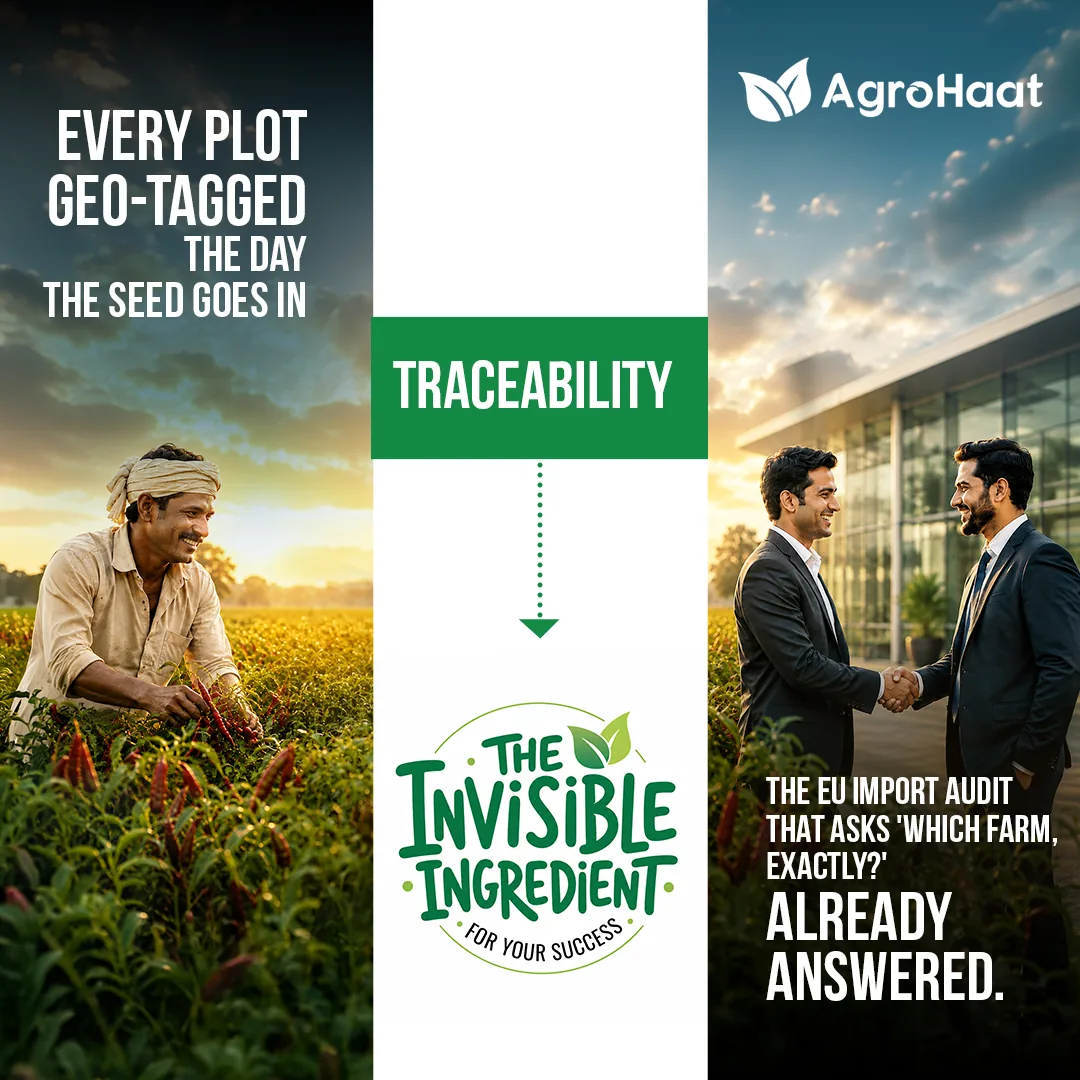 EVERY PLOT
GEO-TAGGED
THE DAY
THE SEED GOES IN
TRACEABILITY
THE
INVISIBLE
INGREDIENT
FOR YOUR SUCCESS
AgroHaat
THE EU IMPORT AUDIT
THAT ASKS 'WHICH FARM,
EXACTLY?'
ALREADY
ANSWERED.